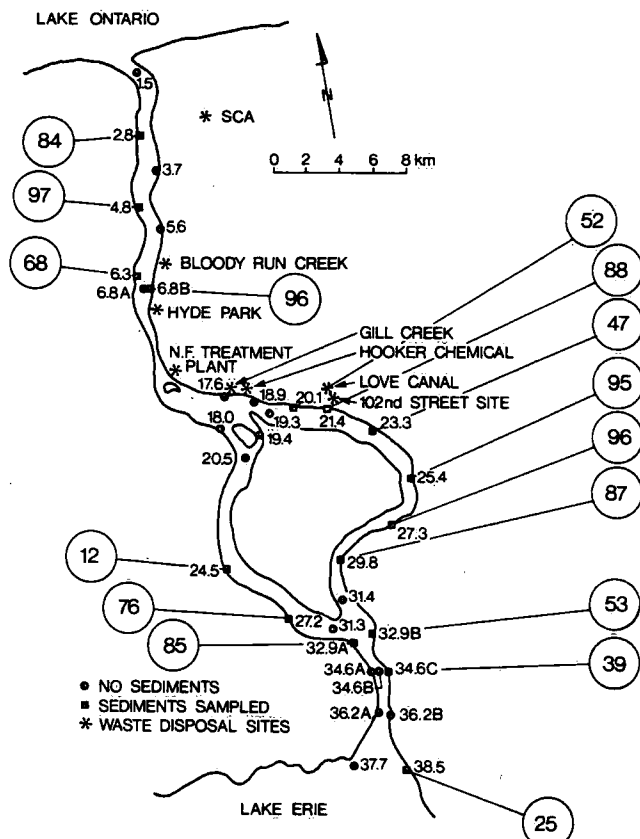 LAKE ONTARIO
1.5
N
* SCA
84
2.8
0 2 4 6 8 km
3.7
97
4.8
52
5.6
88
* BLOODY RUN CREEK
68
6.3
6.8A
6.8B
96
47
* HYDE PARK
GILL CREEK
N.F. TREATMENT
* PLANT
HOOKER CHEMICAL
17.6
* LOVE CANAL
95
18.9
20.1
* 102nd STREET SITE
19.3
21.4
18.0
23.3
19.4
96
20.5
25.4
87
27.3
12
29.8
24.5
31.4
76
27.2
31.3
53
32.9B
85
32.9A
34.6A
34.6C
39
34.6B
● NO SEDIMENTS
■ SEDIMENTS SAMPLED
* WASTE DISPOSAL SITES
36.2A
36.2B
37.7
38.5
LAKE ERIE
25